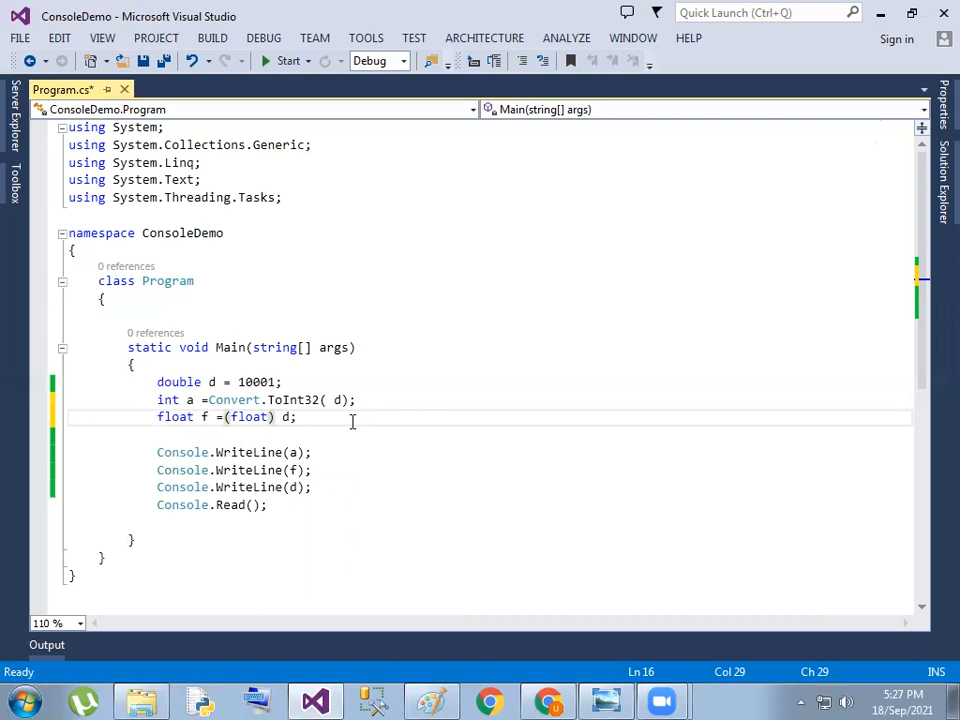 ConsoleDemo - Microsoft Visual Studio
Quick Launch (Ctrl+Q)
FILE EDIT VIEW PROJECT BUILD DEBUG TEAM TOOLS TEST ARCHITECTURE ANALYZE WINDOW HELP Sign in
Start Debug
Program.cs*
ConsoleDemo.Program Main(string[] args)
Server Explorer
Toolbox
Properties
Solution Explorer
using System;
using System.Collections.Generic;
using System.Linq;
using System.Text;
using System.Threading.Tasks;
namespace ConsoleDemo
{
0 references
class Program
{
0 references
static void Main(string[] args)
{
double d = 10001;
int a =Convert.ToInt32( d);
float f =(float) d;
Console.WriteLine(a);
Console.WriteLine(f);
Console.WriteLine(d);
Console.Read();
}
}
}
110 %
Output
Ready Ln 16 Col 29 Ch 29 INS
5:27 PM
18/Sep/2021